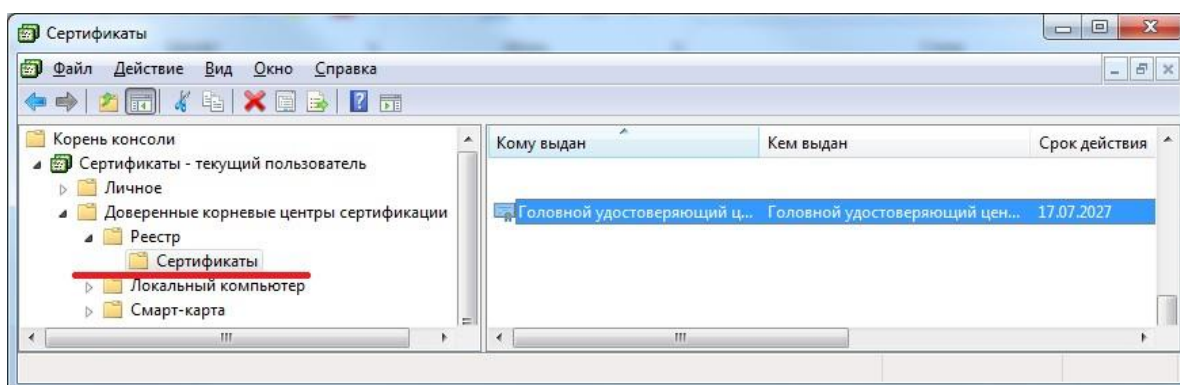 Сертификаты
Файл Действие Вид Окно Справка
Корень консоли
Сертификаты - текущий пользователь
Личное
Доверенные корневые центры сертификации
Реестр
Сертификаты
Локальный компьютер
Смарт-карта
Кому выдан Кем выдан Срок действия
Головной удостоверяющий ц... Головной удостоверяющий цен... 17.07.2027